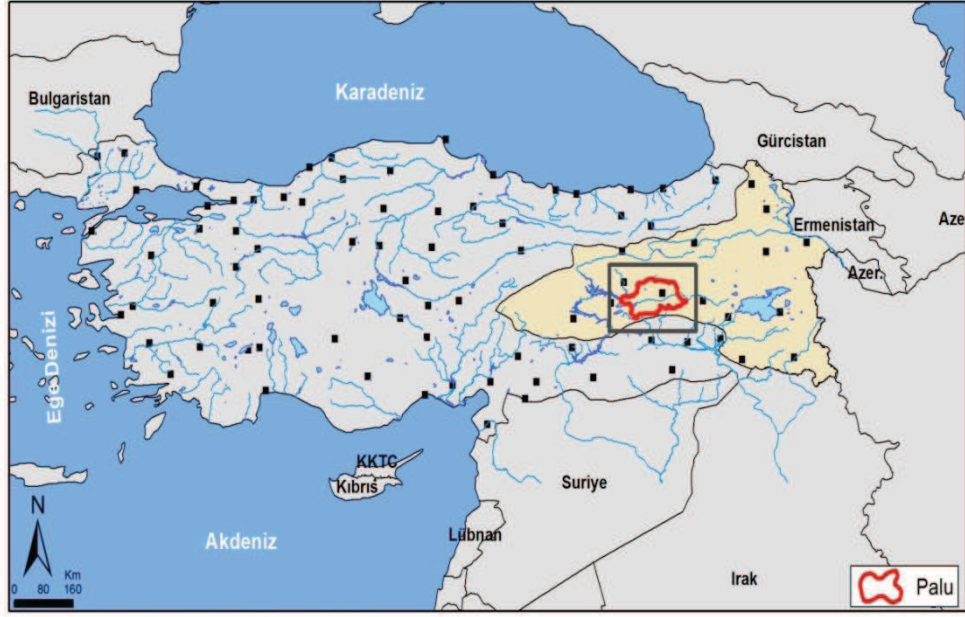 Bulgaristan
Karadeniz
Gürcistan
Ermenistan
Aze
Azer.
Ege Denizi
KKTC
Kıbrıs
Suriye
Lübnan
Akdeniz
Irak
N
Km
0 80 160
Palu